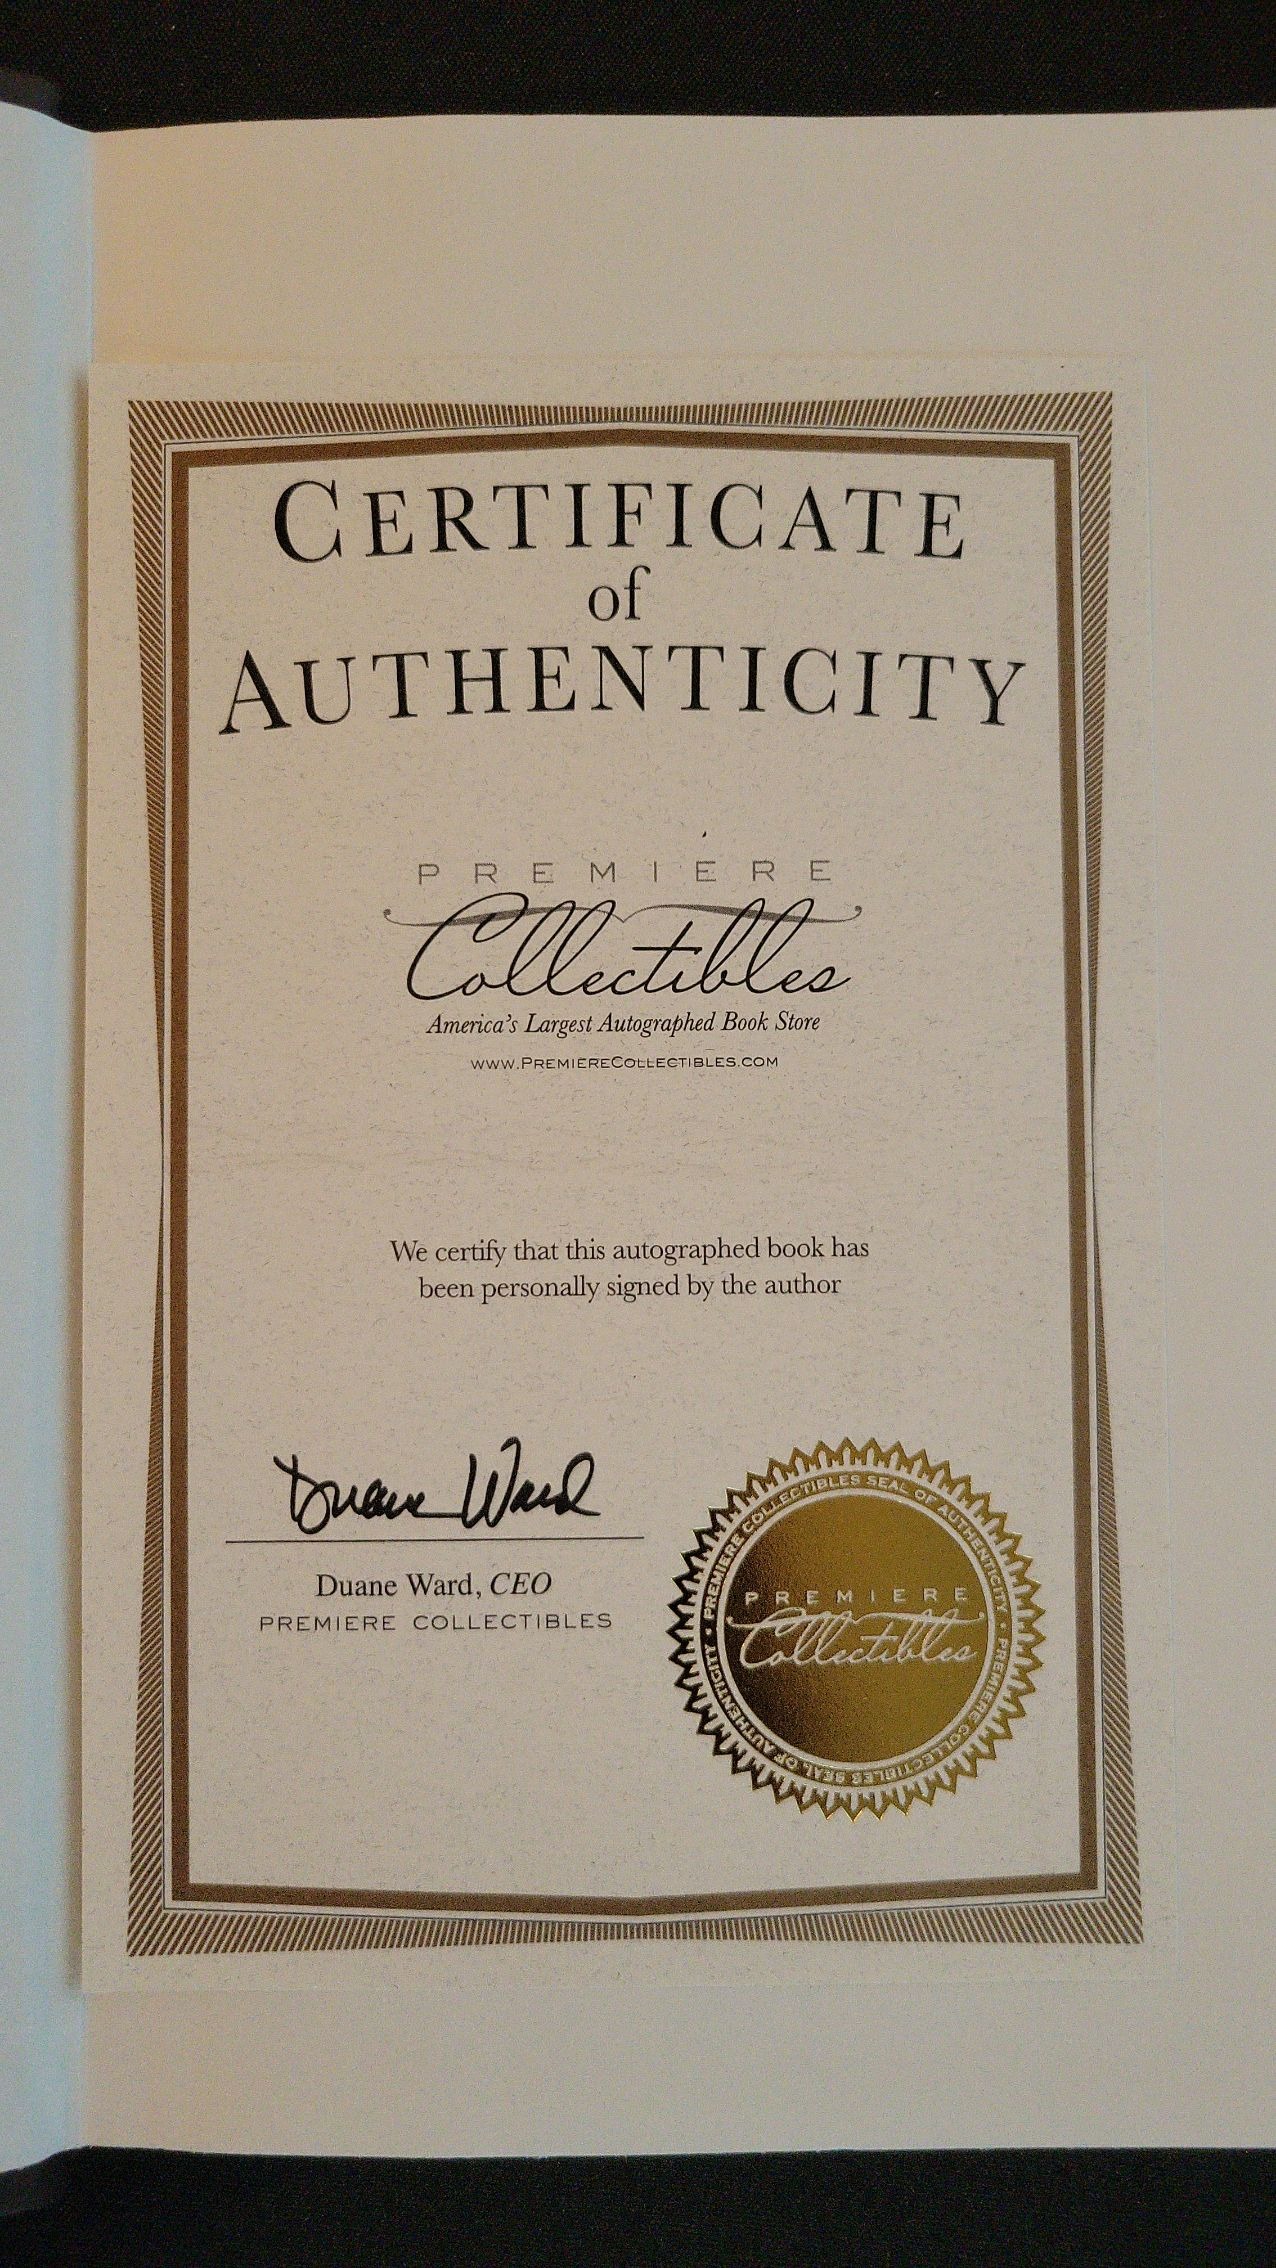 CERTIFICATE
of
AUTHENTICITY
PREMIERE
Collectibles
America's Largest Autographed Book Store
www.PremiereCollectibles.com
We certify that this autographed book has
been personally signed by the author
Duane Ward
Duane Ward, CEO
PREMIERE COLLECTIBLES
PREMIERE COLLECTIBLES SEAL OF AUTHENTICITY • PREMIERE COLLECTIBLES SEAL OF AUTHENTICITY •
PREMIERE
Collectibles